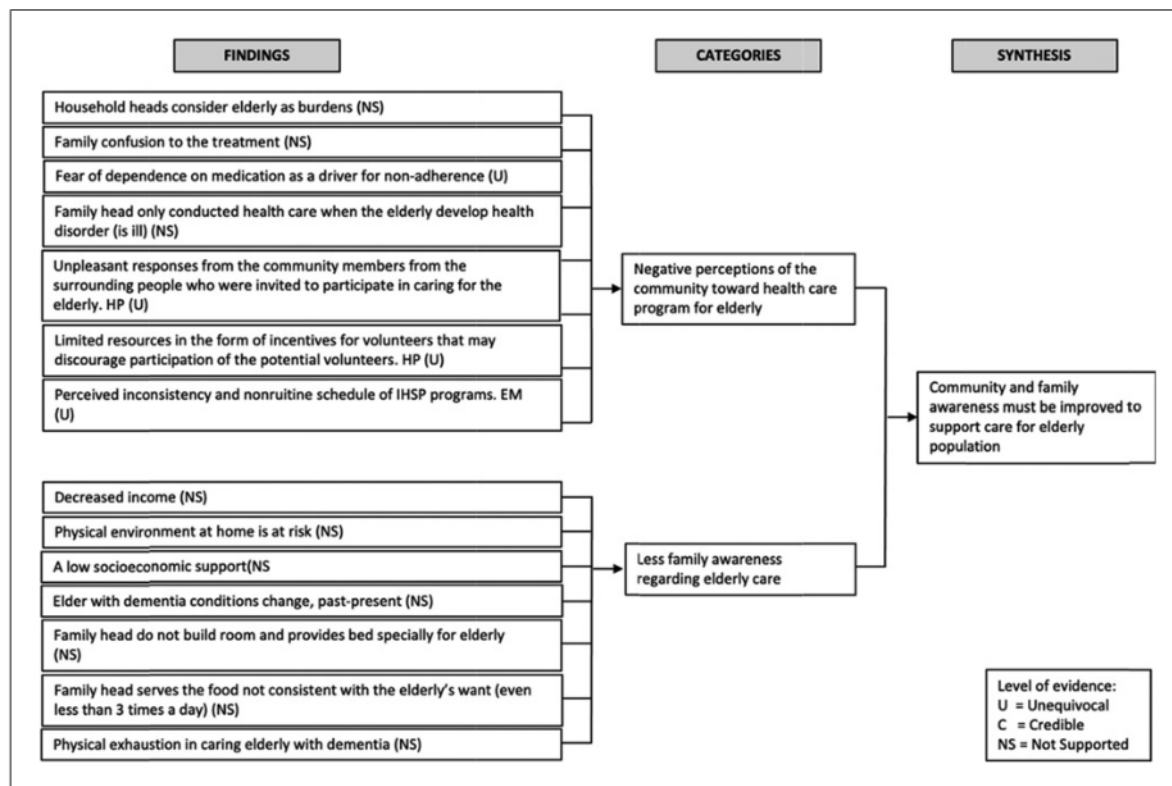 FINDINGS
CATEGORIES
SYNTHESIS
Household heads consider elderly as burdens (NS)
Family confusion to the treatment (NS)
Fear of dependence on medication as a driver for non-adherence (U)
Family head only conducted health care when the elderly develop health
disorder (is ill) (NS)
Unpleasant responses from the community members from the
surrounding people who were invited to participate in caring for the
elderly. HP (U)
Limited resources in the form of incentives for volunteers that may
discourage participation of the potential volunteers. HP (U)
Perceived inconsistency and nonruitine schedule of IHSP programs. EM
(U)
Negative perceptions of the
community toward health care
program for elderly
Decreased income (NS)
Physical environment at home is at risk (NS)
A low socioeconomic support(NS
Elder with dementia conditions change, past-present (NS)
Family head do not build room and provides bed specially for elderly
(NS)
Family head serves the food not consistent with the elderly's want (even
less than 3 times a day) (NS)
Physical exhaustion in caring elderly with dementia (NS)
Less family awareness
regarding elderly care
Community and family
awareness must be improved to
support care for elderly
population
Level of evidence:
U = Unequivocal
C = Credible
NS = Not Supported